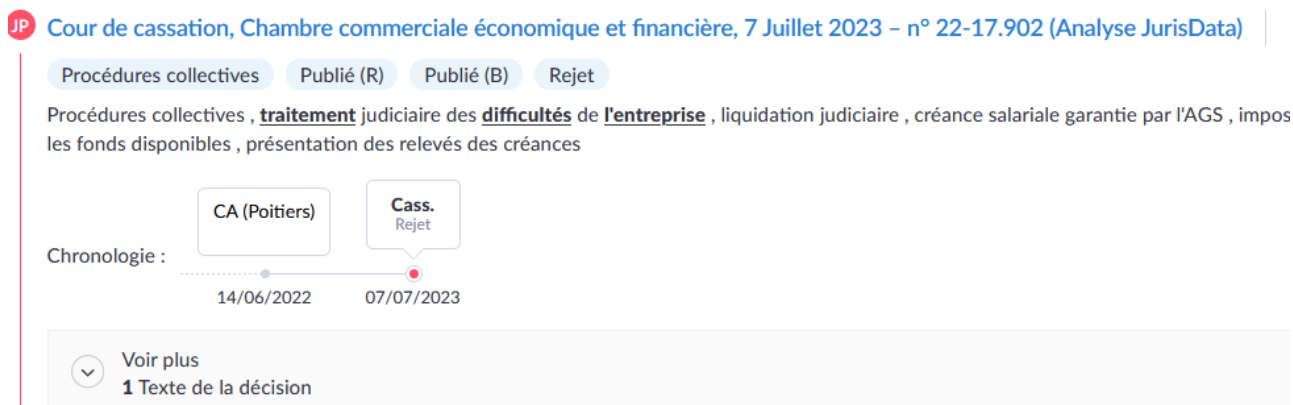 JP Cour de cassation, Chambre commerciale économique et financière, 7 Juillet 2023 – n° 22-17.902 (Analyse JurisData)
Procédures collectives Publié (R) Publié (B) Rejet
Procédures collectives , traitement judiciaire des difficultés de l'entreprise , liquidation judiciaire , créance salariale garantie par l'AGS , impos
les fonds disponibles , présentation des relevés des créances
CA (Poitiers) Cass.
Rejet
Chronologie :
14/06/2022 07/07/2023
Voir plus
1 Texte de la décision